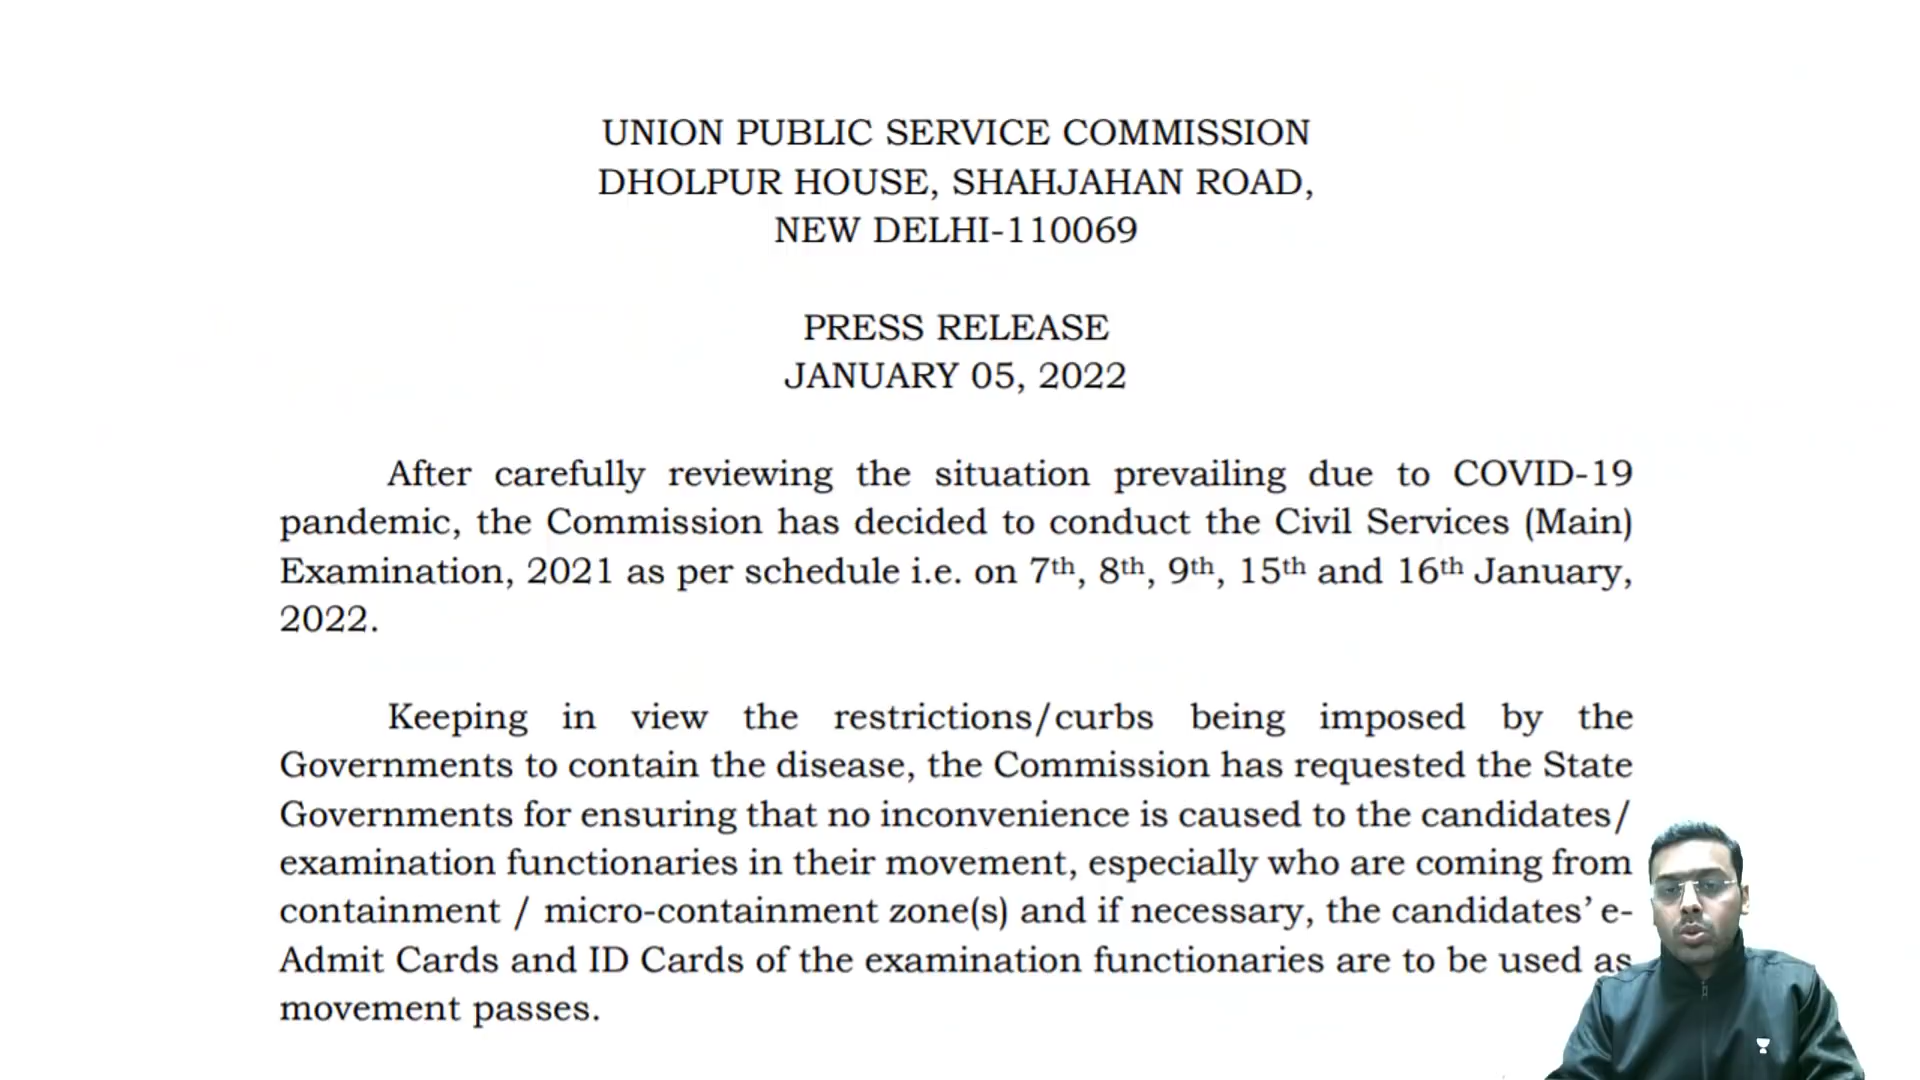 UNION PUBLIC SERVICE COMMISSION
DHOLPUR HOUSE, SHAHJAHAN ROAD,
NEW DELHI-110069
PRESS RELEASE
JANUARY 05, 2022
After carefully reviewing the situation prevailing due to COVID-19
pandemic, the Commission has decided to conduct the Civil Services (Main)
Examination, 2021 as per schedule i.e. on 7th, 8th, 9th, 15th and 16th January,
2022.
Keeping in view the restrictions/curbs being imposed by the
Governments to contain the disease, the Commission has requested the State
Governments for ensuring that no inconvenience is caused to the candidates/
examination functionaries in their movement, especially who are coming from
containment / micro-containment zone(s) and if necessary, the candidates’ e-
Admit Cards and ID Cards of the examination functionaries are to be used as
movement passes.